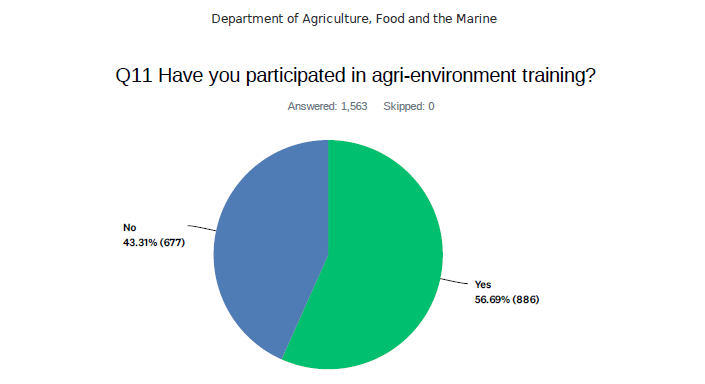 Department of Agriculture, Food and the Marine
Q11 Have you participated in agri-environment training?
Answered: 1,563 Skipped: 0
No
43.31% (677)
Yes
56.69% (886)